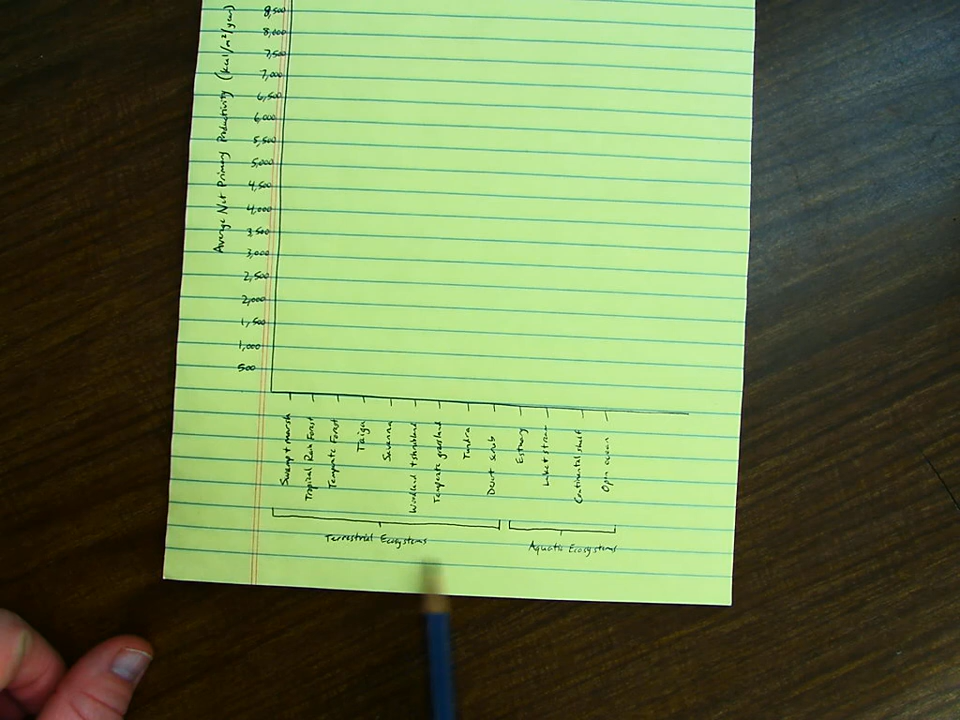 Average Net Primary Productivity (kcal/m²/year)
8,500
8,000
7,500
7,000
6,500
6,000
5,500
5,000
4,500
4,000
3,500
3,000
2,500
2,000
1,500
1,000
500
Swamp + marsh
Tropical Rain Forest
Temperate Forest
Taiga
Savanna
Woodland + shrubland
Temperate grassland
Tundra
Desert scrub
Estuary
Lake + stream
Continental shelf
Open ocean
Terrestrial Ecosystems
Aquatic Ecosystems